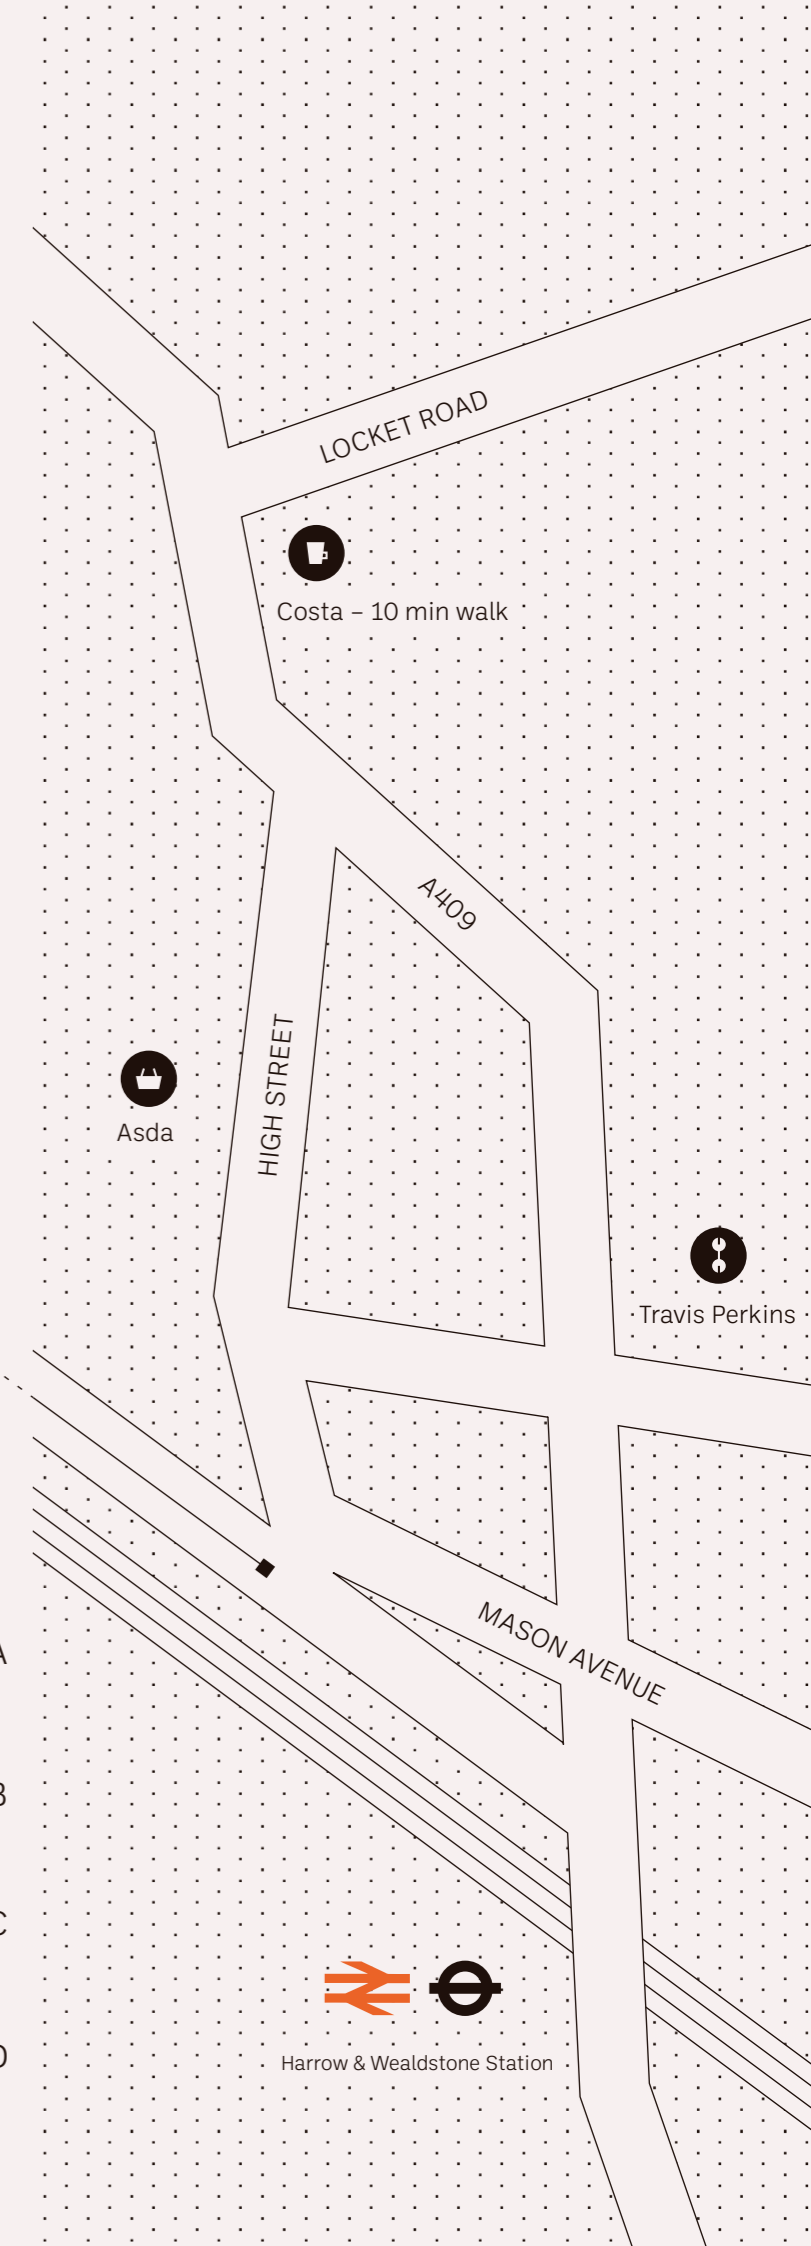 LOCKET ROAD
Costa – 10 min walk
A409
HIGH STREET
Asda
Travis Perkins
MASON AVENUE
Harrow & Wealdstone Station